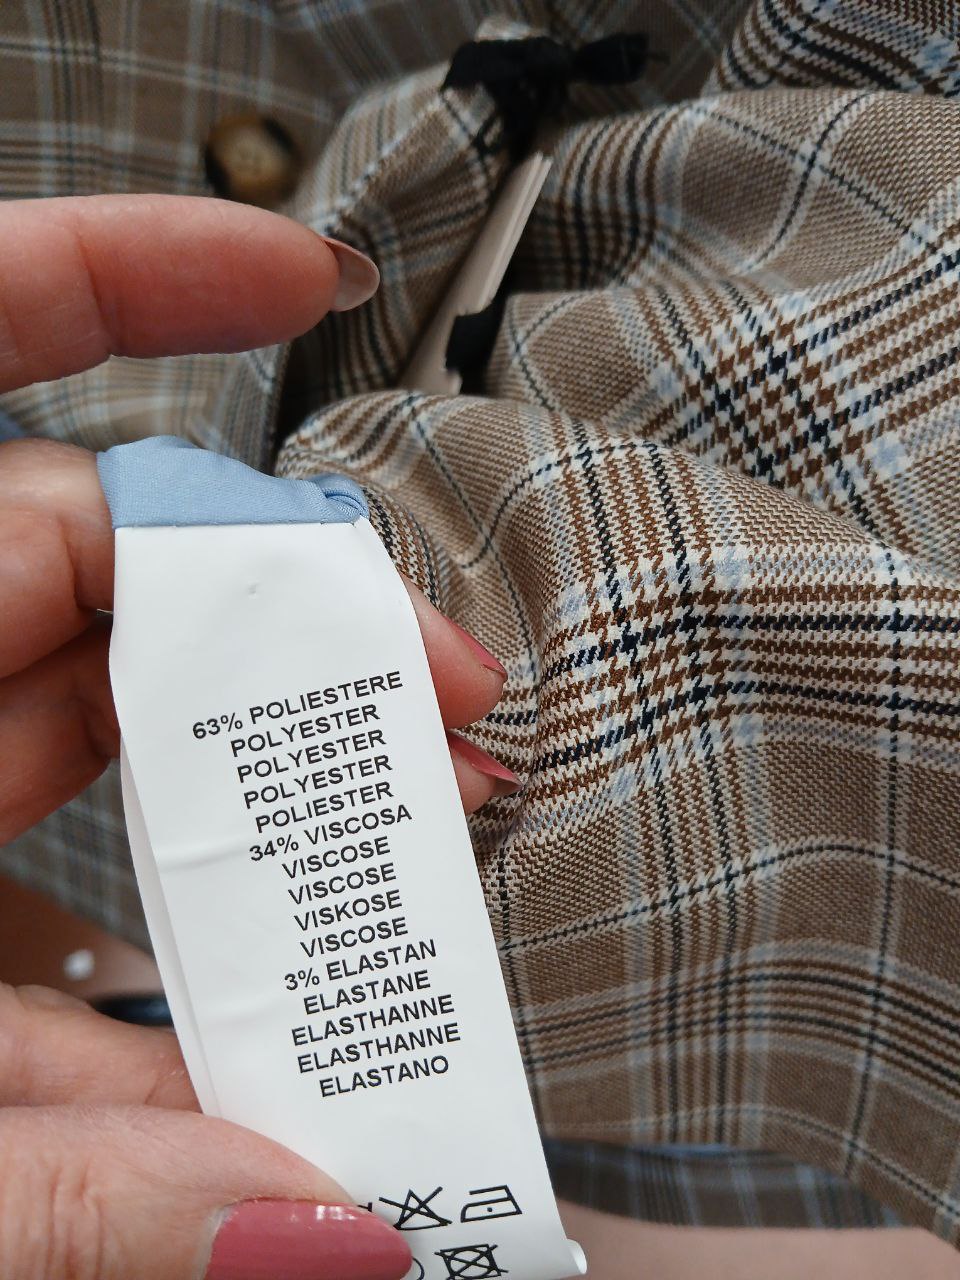 63% POLIESTERE
POLYESTER
POLYESTER
POLYESTER
POLIESTER
34% VISCOSA
VISCOSE
VISCOSE
VISKOSE
VISCOSE
3% ELASTAN
ELASTANE
ELASTHANNE
ELASTHANNE
ELASTANO